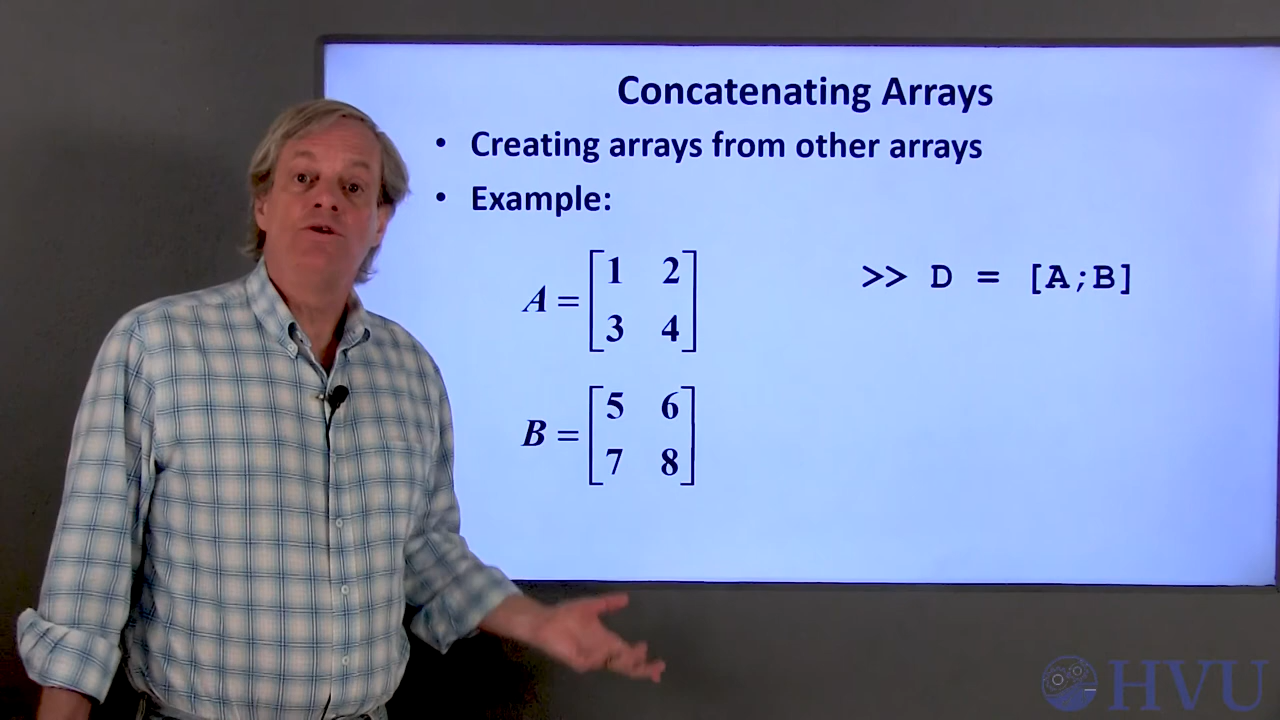 Concatenating Arrays
• Creating arrays from other arrays
• Example:
A = [1 2
3 4]
>> D = [A;B]
B = [5 6
7 8]
HVU